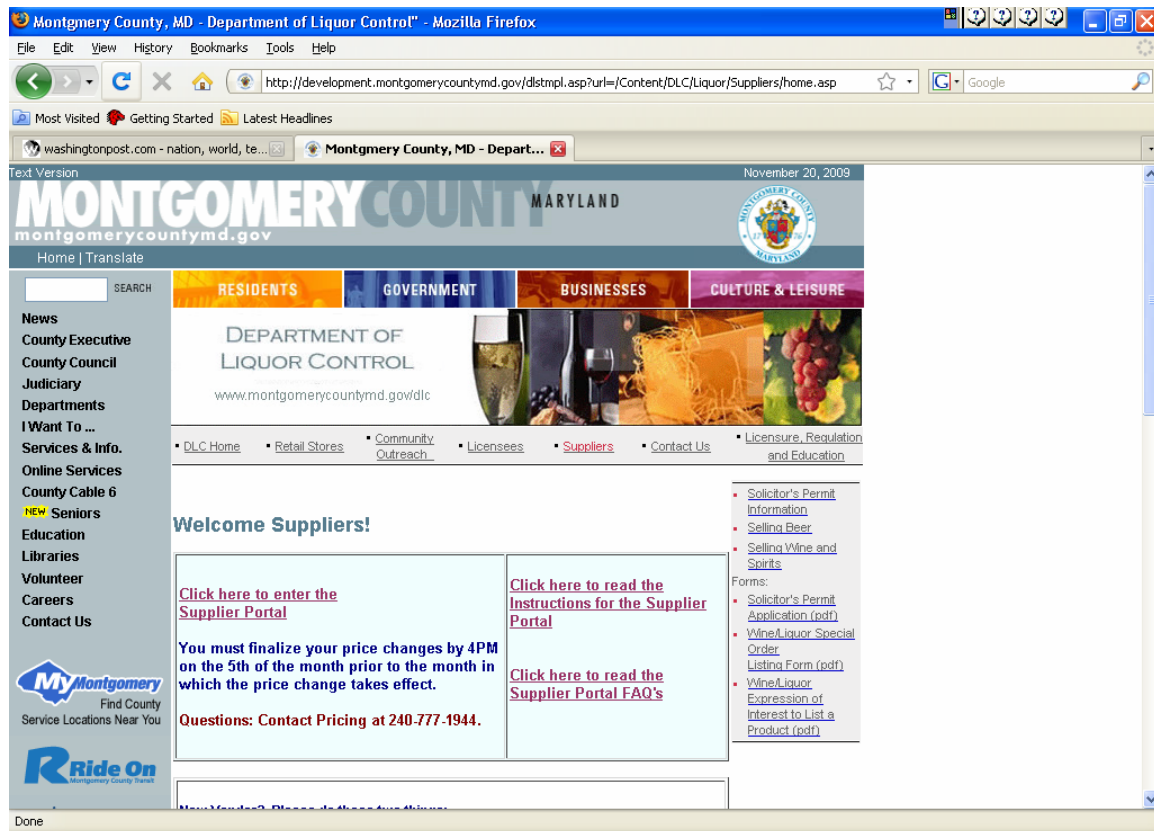 Montgmery County, MD - Department of Liquor Control" - Mozilla Firefox
File Edit View History Bookmarks Tools Help
http://development.montgomerycountymd.gov/dlstmpl.asp?url=/Content/DLC/Liquor/Suppliers/home.asp
G Google
Most Visited Getting Started Latest Headlines
washingtonpost.com - nation, world, te...
Montgmery County, MD - Depart...
Text Version
November 20, 2009
MONTGOMERYCOUNTY MARYLAND
montgomerycountymd.gov
Home | Translate
SEARCH
RESIDENTS GOVERNMENT BUSINESSES CULTURE & LEISURE
News
County Executive
County Council
Judiciary
Departments
I Want To ...
Services & Info.
Online Services
County Cable 6
NEW Seniors
Education
Libraries
Volunteer
Careers
Contact Us
MyMontgomery
Find County
Service Locations Near You
Ride On
Montgomery County Transit
DEPARTMENT OF
LIQUOR CONTROL
www.montgomerycountymd.gov/dlc
DLC Home
Retail Stores
Community
Outreach
Licensees
Suppliers
Contact Us
Licensure, Regulation
and Education
Welcome Suppliers!
Click here to enter the
Supplier Portal
You must finalize your price changes by 4PM
on the 5th of the month prior to the month in
which the price change takes effect.
Questions: Contact Pricing at 240-777-1944.
Click here to read the
Instructions for the Supplier
Portal
Click here to read the
Supplier Portal FAQ's
Solicitor's Permit
Information
Selling Beer
Selling Wine and
Spirits
Forms:
Solicitor's Permit
Application (pdf)
Wine/Liquor Special
Order
Listing Form (pdf)
Wine/Liquor
Expression of
Interest to List a
Product (pdf)
Done